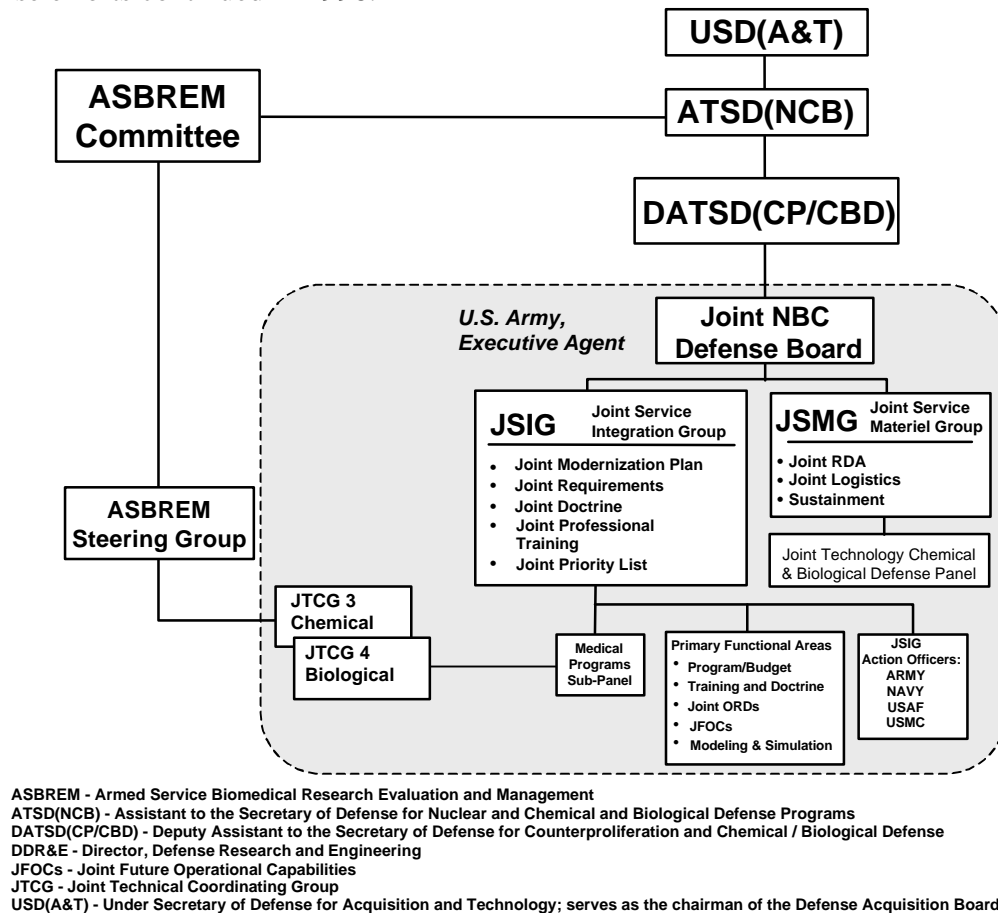 USD(A&T)
ASBREM
Committee
ATSD(NCB)
DATSD(CP/CBD)
U.S. Army,
Executive Agent
Joint NBC
Defense Board
JSIG
Joint Service
Integration Group
• Joint Modernization Plan
• Joint Requirements
• Joint Doctrine
• Joint Professional
Training
• Joint Priority List
JSMG
Joint Service
Materiel Group
• Joint RDA
• Joint Logistics
• Sustainment
ASBREM
Steering Group
Joint Technology Chemical
& Biological Defense Panel
JTCG 3
Chemical
JTCG 4
Biological
Medical
Programs
Sub-Panel
Primary Functional Areas
• Program/Budget
• Training and Doctrine
• Joint ORDs
• JFOCs
• Modeling & Simulation
JSIG
Action Officers:
ARMY
NAVY
USAF
USMC
ASBREM - Armed Service Biomedical Research Evaluation and Management
ATSD(NCB) - Assistant to the Secretary of Defense for Nuclear and Chemical and Biological Defense Programs
DATSD(CP/CBD) - Deputy Assistant to the Secretary of Defense for Counterproliferation and Chemical / Biological Defense
DDR&E - Director, Defense Research and Engineering
JFOCs - Joint Future Operational Capabilities
JTCG - Joint Technical Coordinating Group
USD(A&T) - Under Secretary of Defense for Acquisition and Technology; serves as the chairman of the Defense Acquisition Board